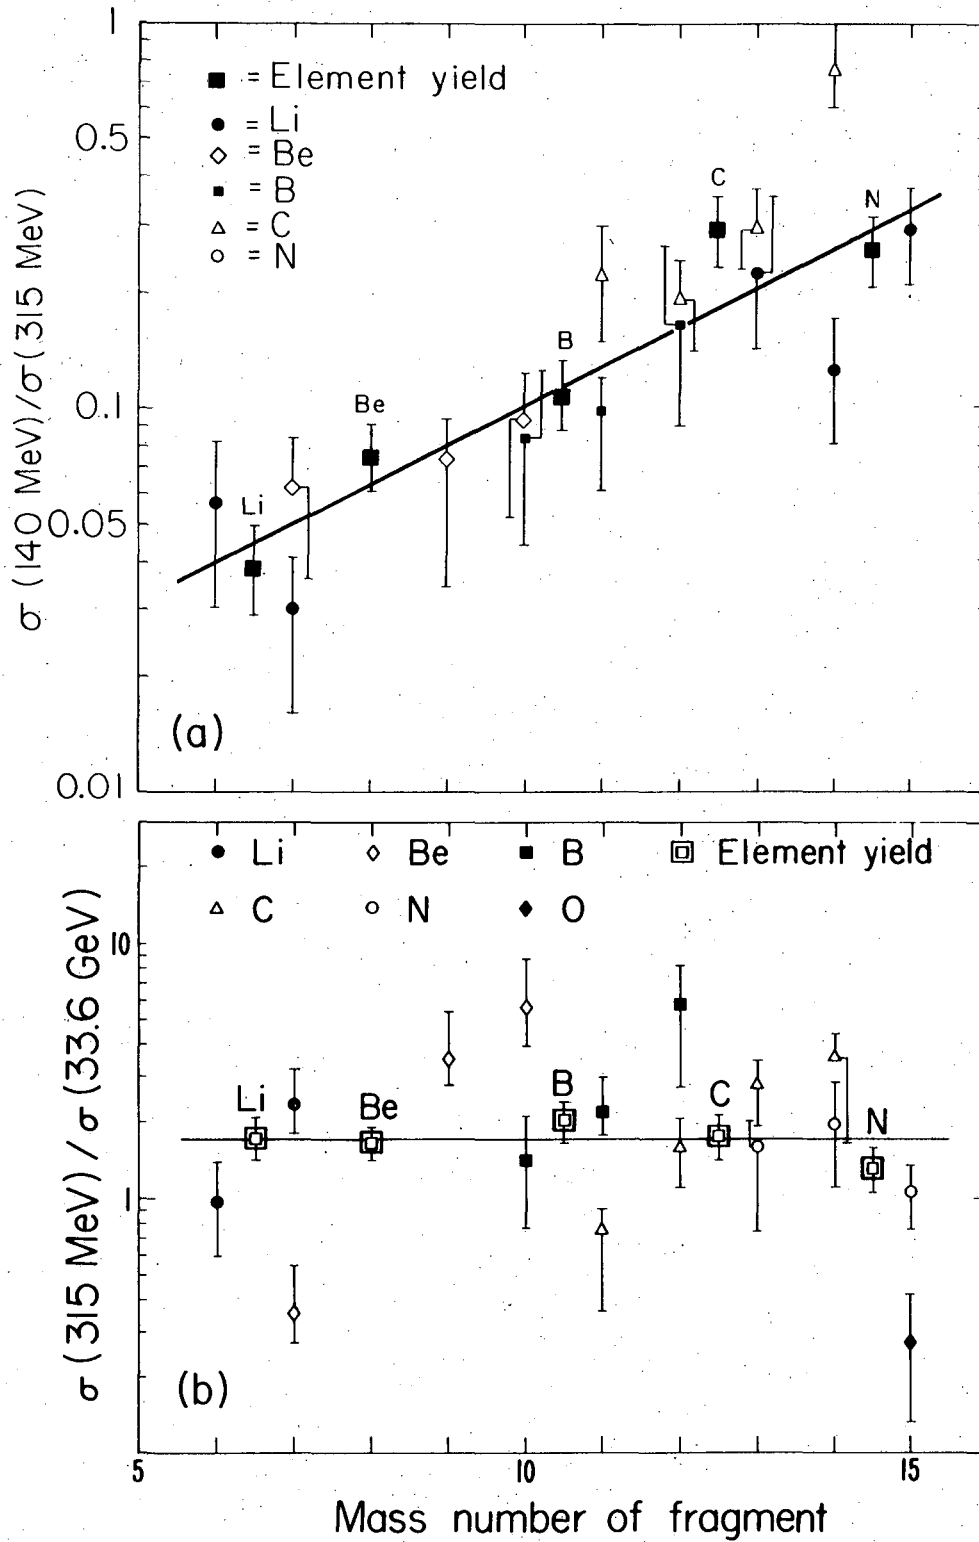 1
0.5
0.1
0.05
0.01
σ (140 MeV)/σ(315 MeV)
■ = Element yield
● = Li
◇ = Be
■ = B
△ = C
○ = N
Li
Be
B
C
N
(a)
● Li ◇ Be ■ B Element yield
△ C ○ N ◆ O
10
1
σ (315 MeV) / σ (33.6 GeV)
Li
Be
B
C
N
(b)
5 10 15
Mass number of fragment